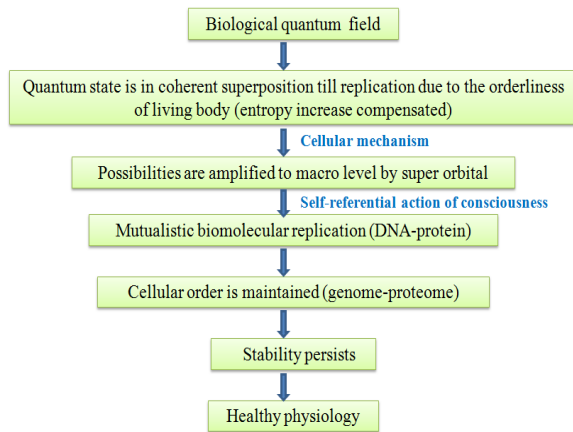 Biological quantum field
Quantum state is in coherent superposition till replication due to the orderliness
of living body (entropy increase compensated)
Cellular mechanism
Possibilities are amplified to macro level by super orbital
Self-referential action of consciousness
Mutualistic biomolecular replication (DNA-protein)
Cellular order is maintained (genome-proteome)
Stability persists
Healthy physiology